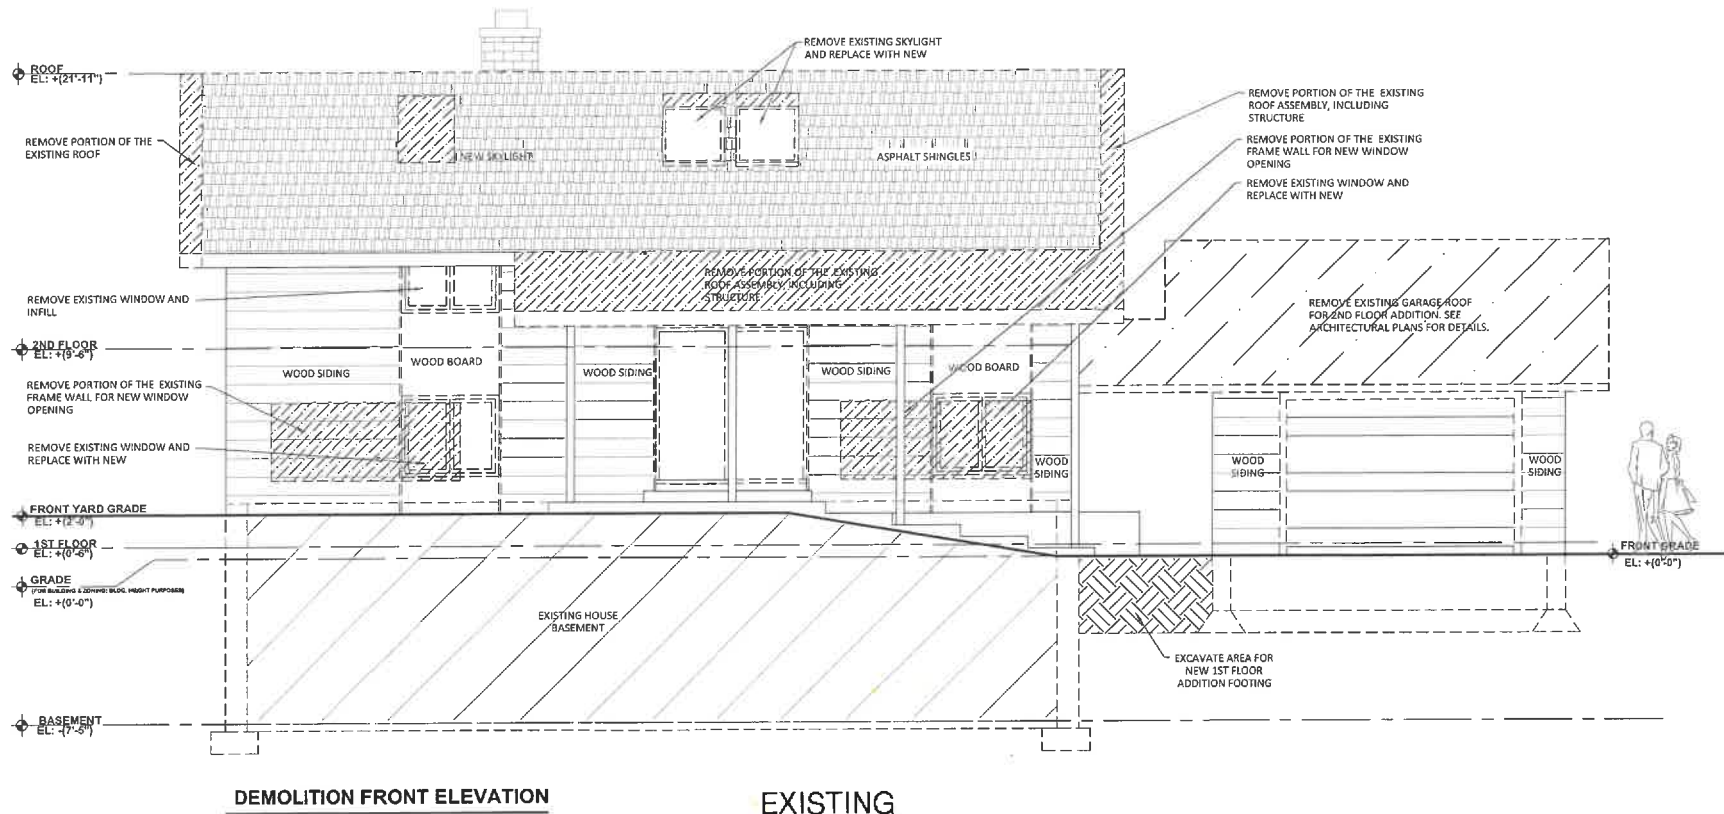 REMOVE EXISTING SKYLIGHT
AND REPLACE WITH NEW
ROOF
EL: +(21'-11")
REMOVE PORTION OF THE
EXISTING ROOF
NEW SKYLIGHT
ASPHALT SHINGLES
REMOVE PORTION OF THE EXISTING
ROOF ASSEMBLY, INCLUDING
STRUCTURE
REMOVE PORTION OF THE EXISTING
FRAME WALL FOR NEW WINDOW
OPENING
REMOVE EXISTING WINDOW AND
REPLACE WITH NEW
REMOVE PORTION OF THE EXISTING
ROOF ASSEMBLY, INCLUDING
STRUCTURE
REMOVE EXISTING WINDOW AND
INFILL
REMOVE EXISTING GARAGE ROOF
FOR 2ND FLOOR ADDITION. SEE
ARCHITECTURAL PLANS FOR DETAILS.
2ND FLOOR
EL: +(9'-6")
WOOD SIDING
WOOD BOARD
WOOD SIDING
WOOD SIDING
WOOD BOARD
REMOVE PORTION OF THE EXISTING
FRAME WALL FOR NEW WINDOW
OPENING
REMOVE EXISTING WINDOW AND
REPLACE WITH NEW
WOOD
SIDING
WOOD
SIDING
WOOD
SIDING
FRONT YARD GRADE
EL: +(2'-0")
1ST FLOOR
EL: +(0'-6")
FRONT GRADE
EL: +(0'-0")
GRADE
(FOR BUILDING & ZONING: BLDG. HEIGHT PURPOSES)
EL: +(0'-0")
EXISTING HOUSE
BASEMENT
EXCAVATE AREA FOR
NEW 1ST FLOOR
ADDITION FOOTING
BASEMENT
EL: -(7'-5")
DEMOLITION FRONT ELEVATION
EXISTING